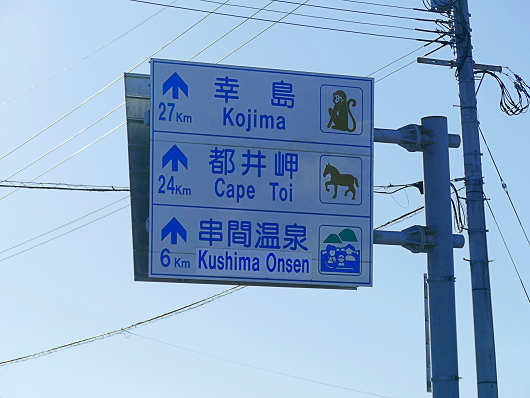 幸島
27Km Kojima
都井岬
24Km Cape Toi
串間温泉
6Km Kushima Onsen